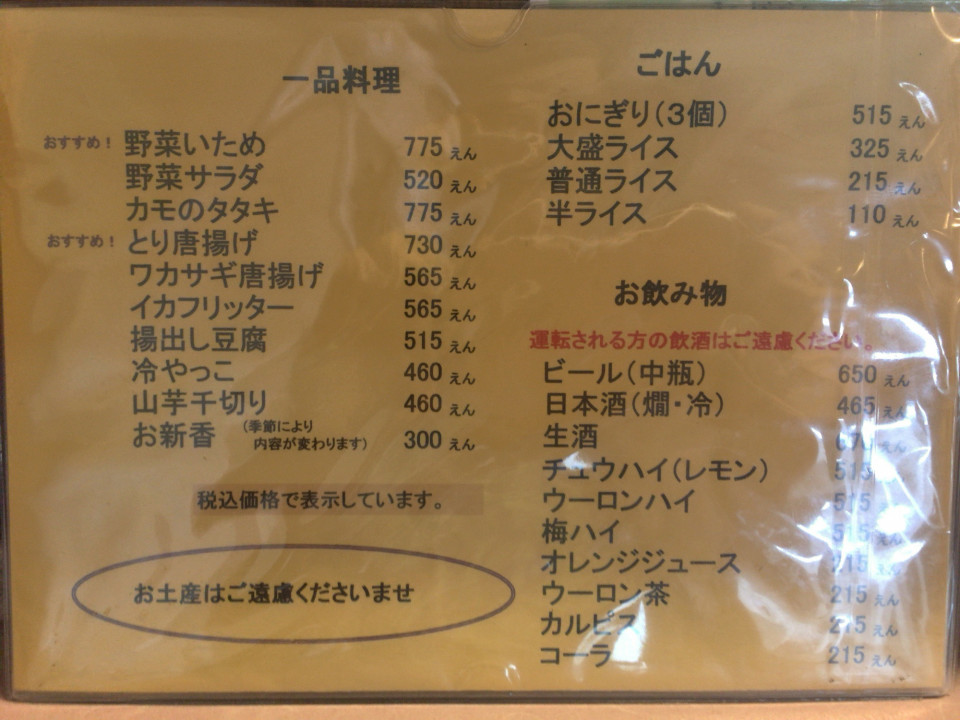 一品料理
おすすめ！ 野菜いため 775 えん
野菜サラダ 520 えん
カモのタタキ 775 えん
おすすめ！ とり唐揚げ 730 えん
ワカサギ唐揚げ 565 えん
イカフリッター 565 えん
揚出し豆腐 515 えん
冷やっこ 460 えん
山芋千切り 460 えん
お新香 （季節により
内容が変わります） 300 えん
税込価格で表示しています。
お土産はご遠慮くださいませ
ごはん
おにぎり（３個） 515 えん
大盛ライス 325 えん
普通ライス 215 えん
半ライス 110 えん
お飲み物
運転される方の飲酒はご遠慮ください。
ビール（中瓶） 650 えん
日本酒（燗・冷） 465 えん
生酒
チュウハイ（レモン） 515
ウーロンハイ 515
梅ハイ 515
オレンジジュース 215 えん
ウーロン茶 215 えん
カルピス 215 えん
コーラ 215 えん